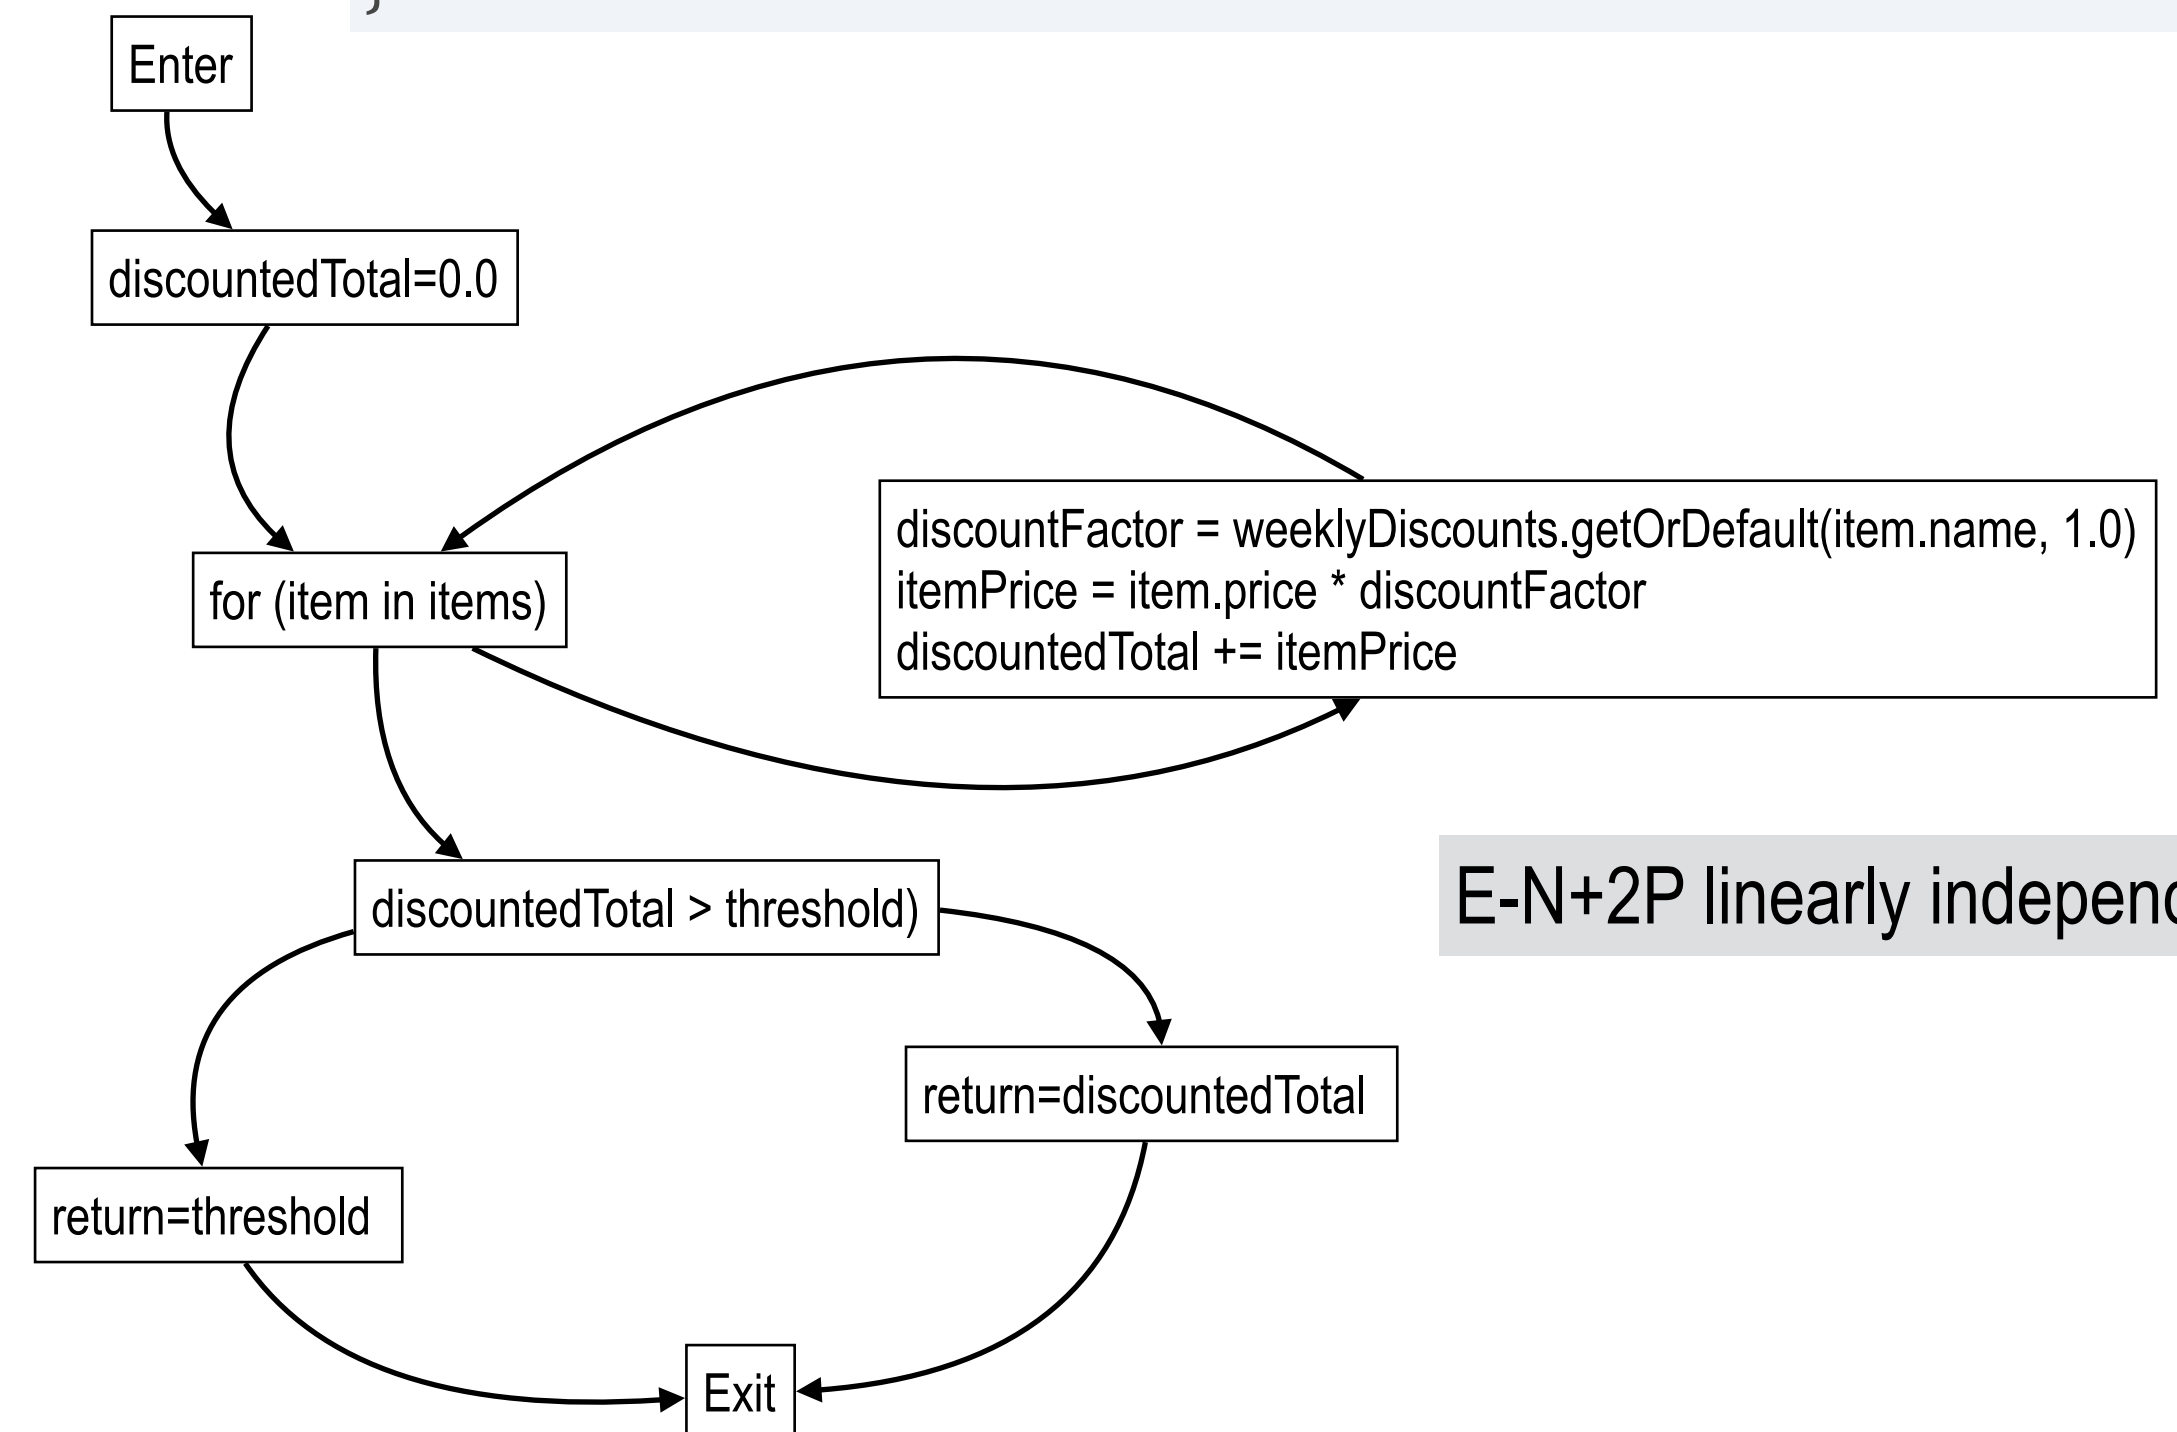 }
Enter
discountedTotal=0.0
discountFactor = weeklyDiscounts.getOrDefault(item.name, 1.0)
itemPrice = item.price * discountFactor
discountedTotal += itemPrice
for (item in items)
discountedTotal > threshold)
E-N+2P linearly
return=discountedTotal
return=threshold
Exit